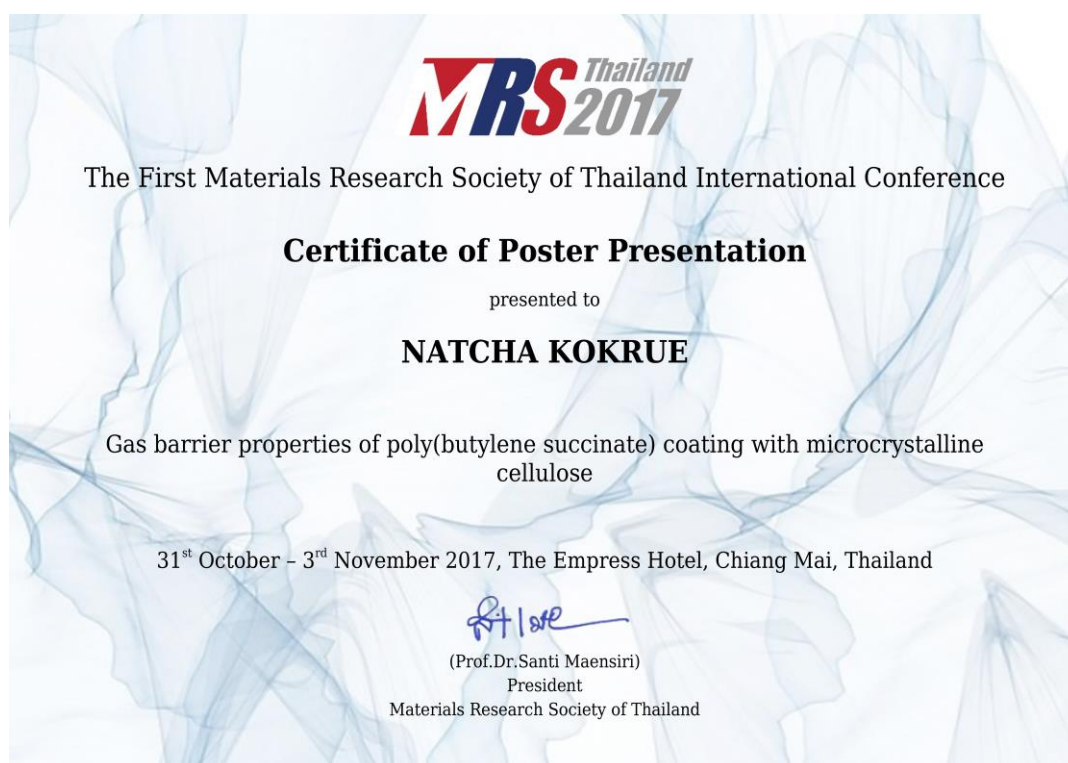 MRS Thailand
2017
The First Materials Research Society of Thailand International Conference
Certificate of Poster Presentation
presented to
NATCHA KOKRUE
Gas barrier properties of poly(butylene succinate) coating with microcrystalline
cellulose
31st October – 3rd November 2017, The Empress Hotel, Chiang Mai, Thailand
(Prof.Dr.Santi Maensiri)
President
Materials Research Society of Thailand